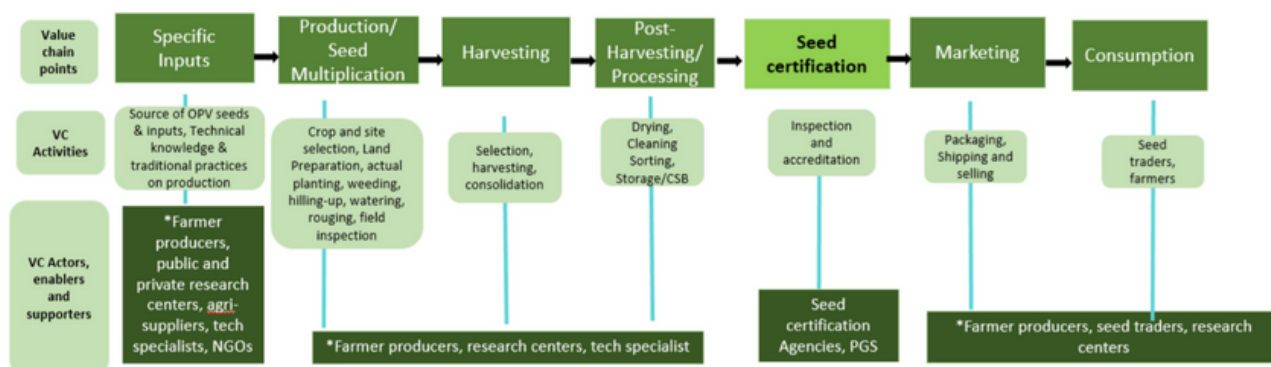 Value
chain
points
Specific
Inputs
Production/
Seed
Multiplication
Harvesting
Post-
Harvesting/
Processing
Seed
certification
Marketing
Consumption
VC
Activities
Source of OPV seeds
& inputs, Technical
knowledge &
traditional practices
on production
Crop and site
selection, Land
Preparation, actual
planting, weeding,
hilling-up, watering,
rouging, field
inspection
Selection,
harvesting,
consolidation
Drying,
Cleaning
Sorting,
Storage/CSB
Inspection
and
accreditation
Packaging,
Shipping and
selling
Seed
traders,
farmers
VC Actors,
enablers
and
supporters
*Farmer
producers,
public and
private research
centers, agri-
suppliers, tech
specialists, NGOs
*Farmer producers, research centers, tech specialist
Seed
certification
Agencies, PGS
*Farmer producers, seed traders, research
centers